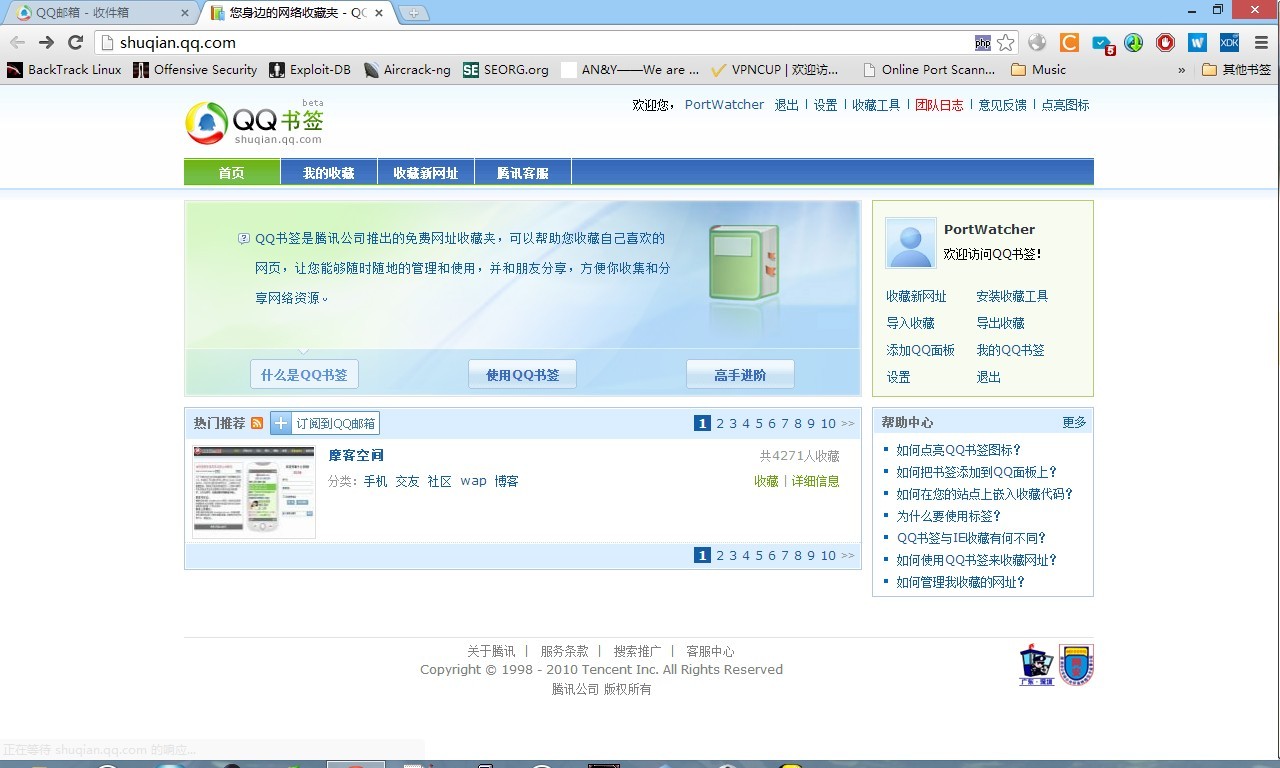 QQ邮箱 - 收件箱
您身边的网络收藏夹 - QQ
shuqian.qq.com
php
5
W
XDK
BackTrack Linux
Offensive Security
Exploit-DB
Aircrack-ng
SE SEORG.org
AN&Y——We are ...
VPNCUP | 欢迎访...
Online Port Scann...
Music
»
其他书签
beta
QQ书签
shuqian.qq.com
欢迎您， PortWatcher 退出 | 设置 | 收藏工具 | 团队日志 | 意见反馈 | 点亮图标
首页 我的收藏 收藏新网址 腾讯客服
QQ书签是腾讯公司推出的免费网址收藏夹，可以帮助您收藏自己喜欢的
网页，让您能够随时随地的管理和使用，并和朋友分享，方便你收集和分
享网络资源。
什么是QQ书签 使用QQ书签 高手进阶
PortWatcher
欢迎访问QQ书签！
收藏新网址 安装收藏工具
导入收藏 导出收藏
添加QQ面板 我的QQ书签
设置 退出
热门推荐 订阅到QQ邮箱 1 2 3 4 5 6 7 8 9 10 >>
摩客空间 共4271人收藏
分类：手机 交友 社区 wap 博客 收藏 | 详细信息
1 2 3 4 5 6 7 8 9 10 >>
帮助中心 更多
如何点亮QQ书签图标？
如何把书签添加到QQ面板上？
如何在您的站点上嵌入收藏代码？
为什么要使用标签？
QQ书签与IE收藏有何不同？
如何使用QQ书签来收藏网址？
如何管理我收藏的网址？
关于腾讯 | 服务条款 | 搜索推广 | 客服中心
Copyright © 1998 - 2010 Tencent Inc. All Rights Reserved
腾讯公司 版权所有
广东·深圳
正在等待 shuqian.qq.com 的响应...